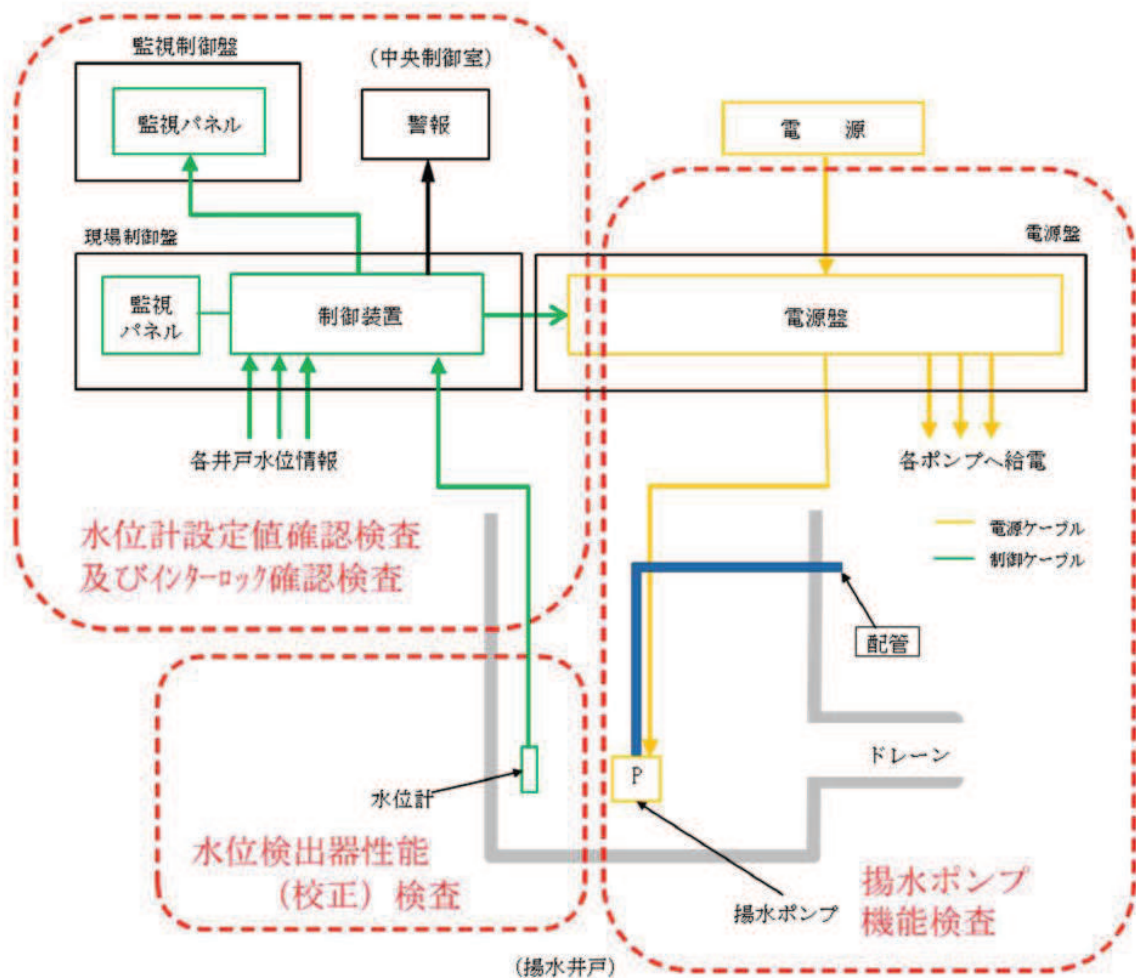 監視制御盤
監視パネル
(中央制御室)
警報
電　源
現場制御盤
監視
パネル
制御装置
電源盤
電源盤
各井戸水位情報
各ポンプへ給電
水位計設定値確認検査
及びインターロック確認検査
電源ケーブル
制御ケーブル
配管
ドレーン
P
水位計
水位検出器性能
(校正) 検査
揚水ポンプ
揚水ポンプ
機能検査
(揚水井戸)